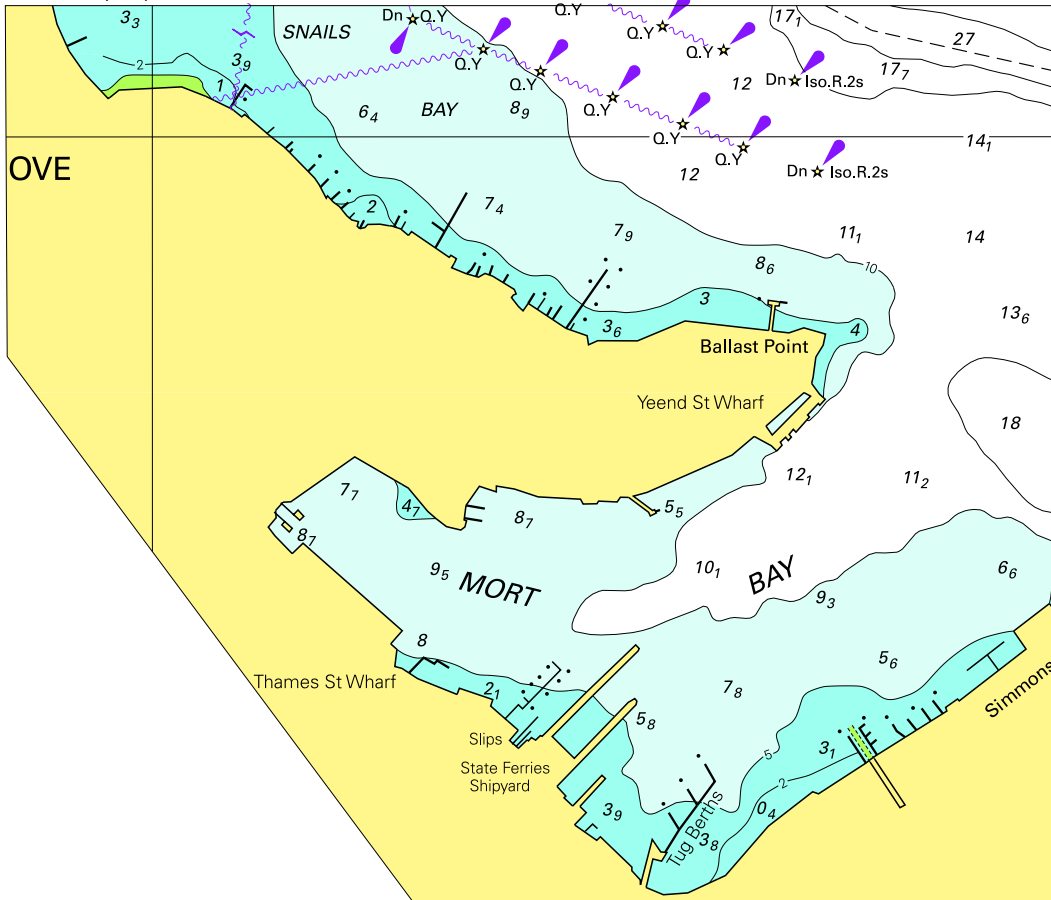 3₃
Dn Q.Y
Q.Y
17₁
SNAILS
Q.Y
Q.Y
27
2
3₉
Q.Y
Q.Y
17₇
1
Dn Iso.R.2s
12
6₄
BAY
8₉
Q.Y
Q.Y
14₁
OVE
Q.Y
12
Dn Iso.R.2s
2
7₄
7₉
11₁
14
8₆
10
3
3₆
4
13₆
Ballast Point
Yeend St Wharf
18
7₇
12₁
11₂
4₇
8₇
5₅
8₇
9₅
MORT
10₁
BAY
6₆
9₃
8
5₆
Thames St Wharf
2₁
7₈
Simmons
5₈
Slips
3₁
5
State Ferries
Shipyard
2
3₉
0₄
Tug Berths
3₈